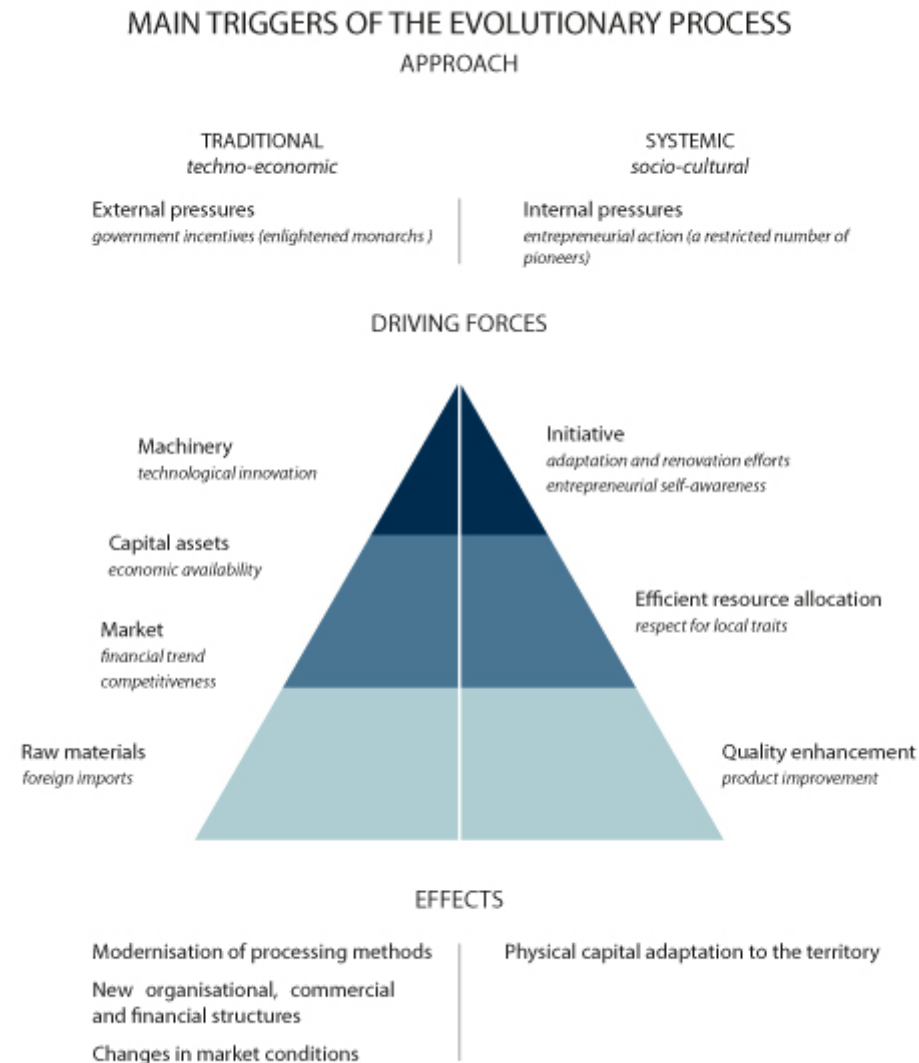 MAIN TRIGGERS OF THE EVOLUTIONARY PROCESS
APPROACH
TRADITIONAL
techno-economic
External pressures
government incentives (enlightened monarchs )
SYSTEMIC
socio-cultural
Internal pressures
entrepreneurial action (a restricted number of
pioneers)
DRIVING FORCES
Machinery
technological innovation
Capital assets
economic availability
Market
financial trend
competitiveness
Raw materials
foreign imports
Initiative
adaptation and renovation efforts
entrepreneurial self-awareness
Efficient resource allocation
respect for local traits
Quality enhancement
product improvement
EFFECTS
Modernisation of processing methods
New organisational, commercial
and financial structures
Changes in market conditions
Physical capital adaptation to the territory